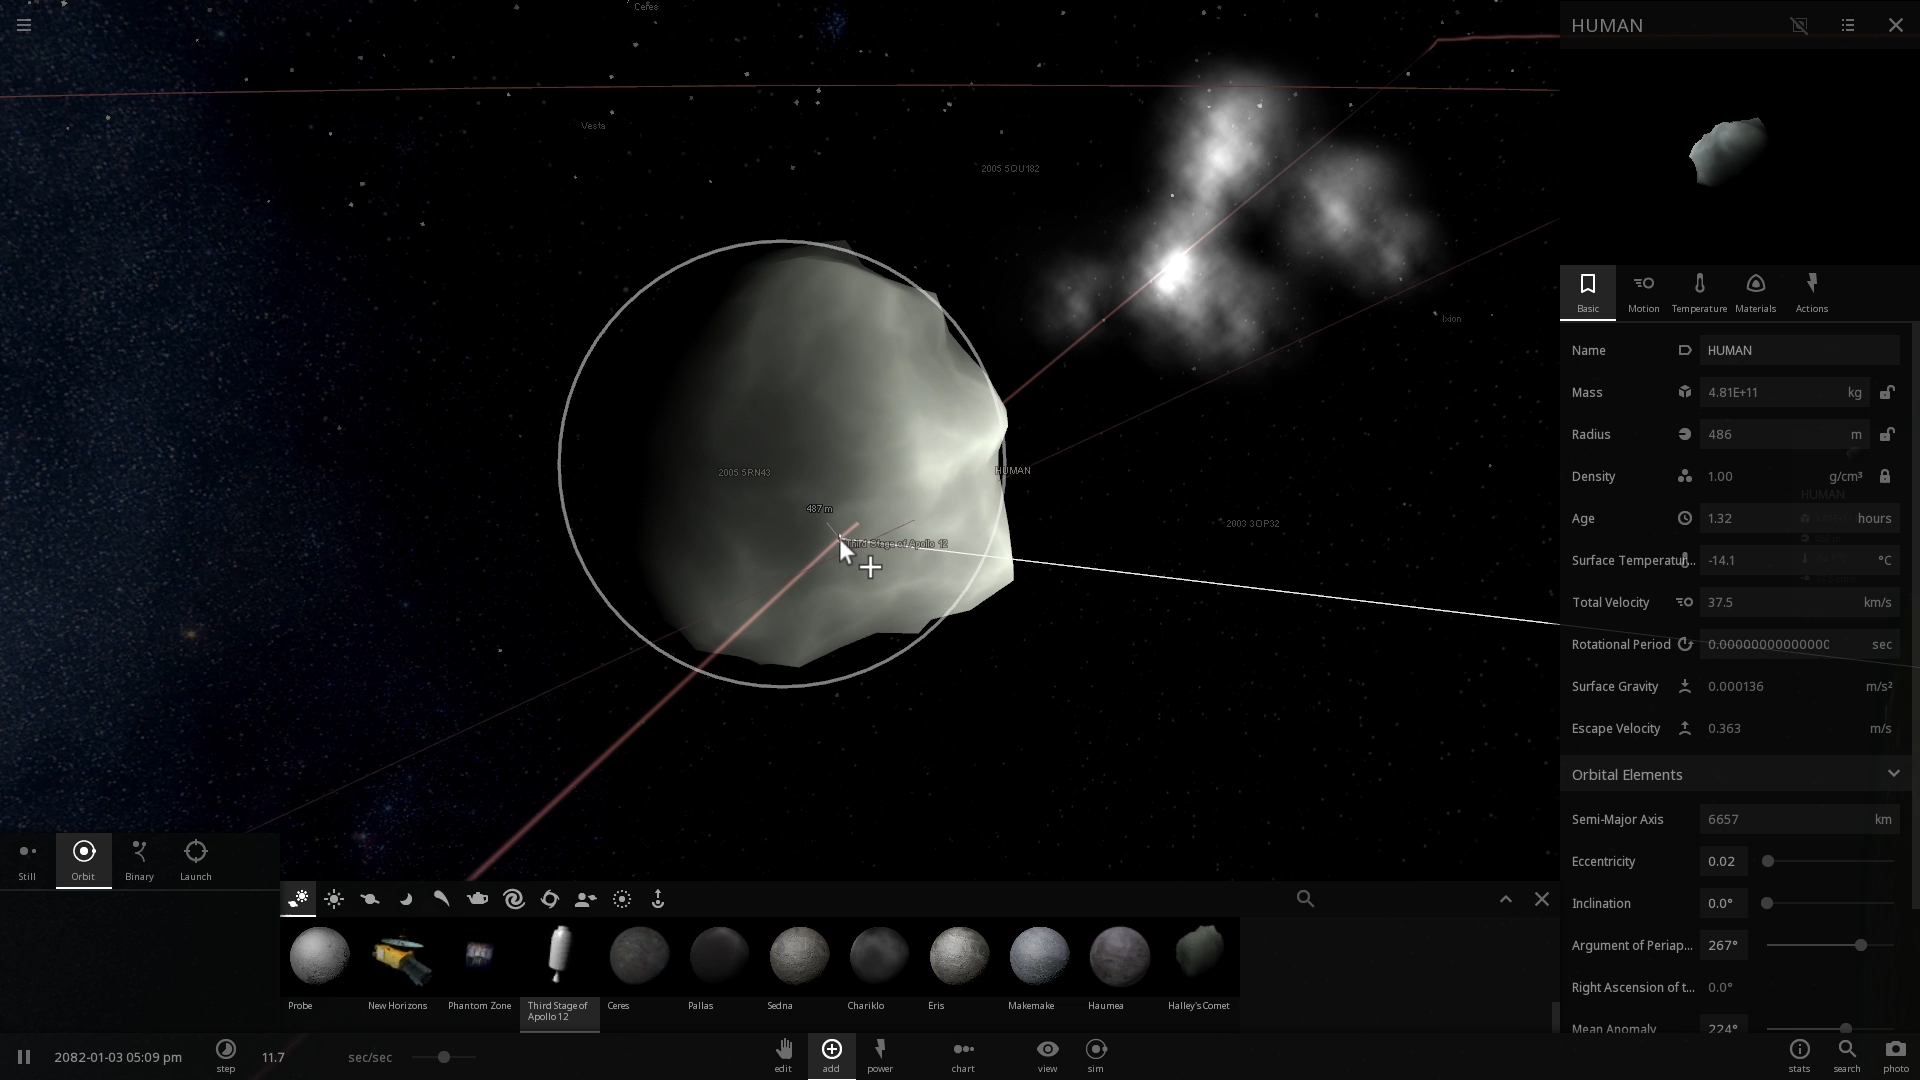 Ceres
HUMAN
Vesta
2005 5QU182
Ixion
2005 5RN43
HUMAN
487 m
Third Stage of Apollo 12
2003 3OP32
Basic
Motion
Temperature
Materials
Actions
Name HUMAN
Mass 4.81E+11 kg
Radius 486 m
Density 1.00 g/cm³
HUMAN
Age 1.32 hours
Surface Temperatur... -14.1 °C
Total Velocity 37.5 km/s
Rotational Period 0.00000000000000 sec
Surface Gravity 0.000136 m/s²
Escape Velocity 0.363 m/s
Orbital Elements
Semi-Major Axis 6657 km
Eccentricity 0.02
Inclination 0.0°
Argument of Periap... 267°
Right Ascension of t... 0.0°
Mean Anomaly 224°
Still
Orbit
Binary
Launch
Probe
New Horizons
Phantom Zone
Third Stage of
Apollo 12
Ceres
Pallas
Sedna
Chariklo
Eris
Makemake
Haumea
Halley's Comet
2082-01-03 05:09 pm
step
11.7 sec/sec
edit
add
power
chart
view
sim
stats
search
photo